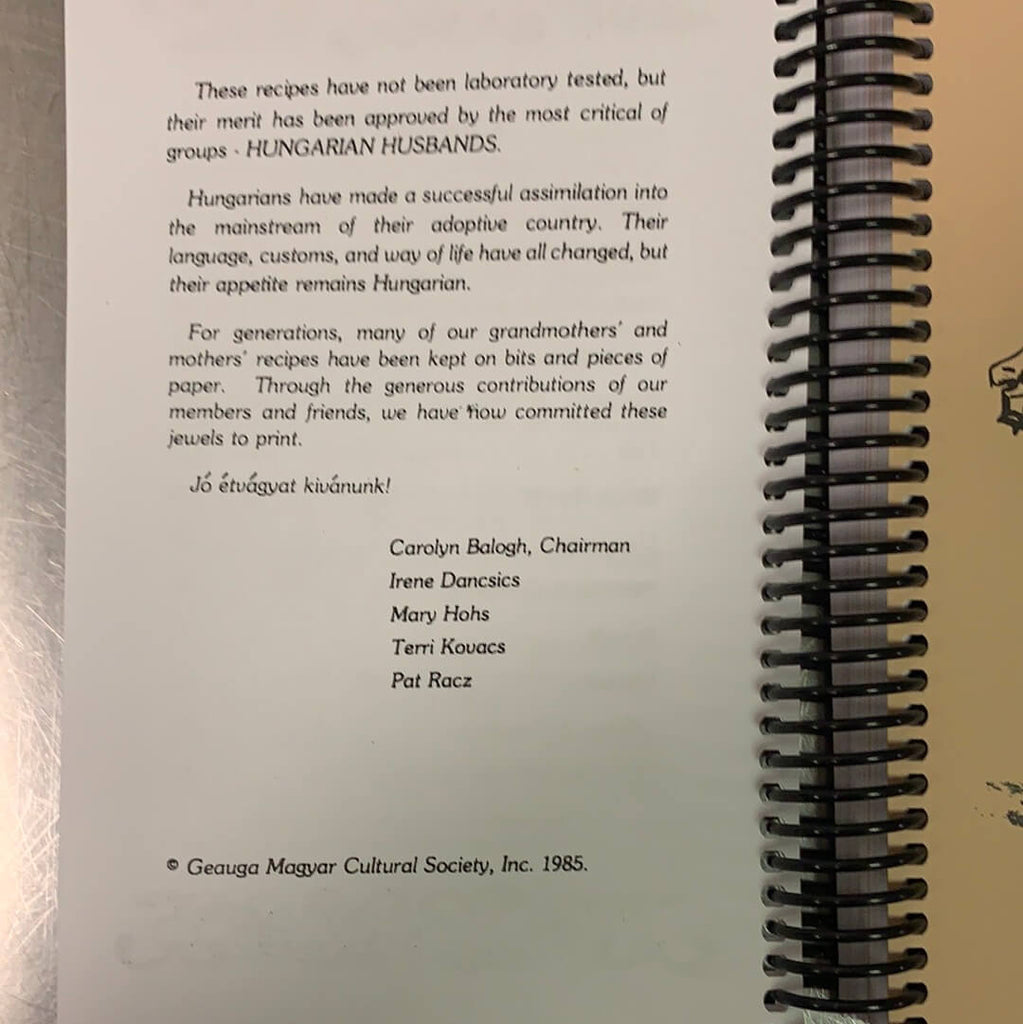 These recipes have not been laboratory tested, but
their merit has been approved by the most critical of
groups - HUNGARIAN HUSBANDS.
Hungarians have made a successful assimilation into
the mainstream of their adoptive country. Their
language, customs, and way of life have all changed, but
their appetite remains Hungarian.
For generations, many of our grandmothers' and
mothers' recipes have been kept on bits and pieces of
paper. Through the generous contributions of our
members and friends, we have now committed these
jewels to print.
Jó étvágyat kivánunk!
Carolyn Balogh, Chairman
Irene Dancsics
Mary Hohs
Terri Kovacs
Pat Racz
© Geauga Magyar Cultural Society, Inc. 1985.